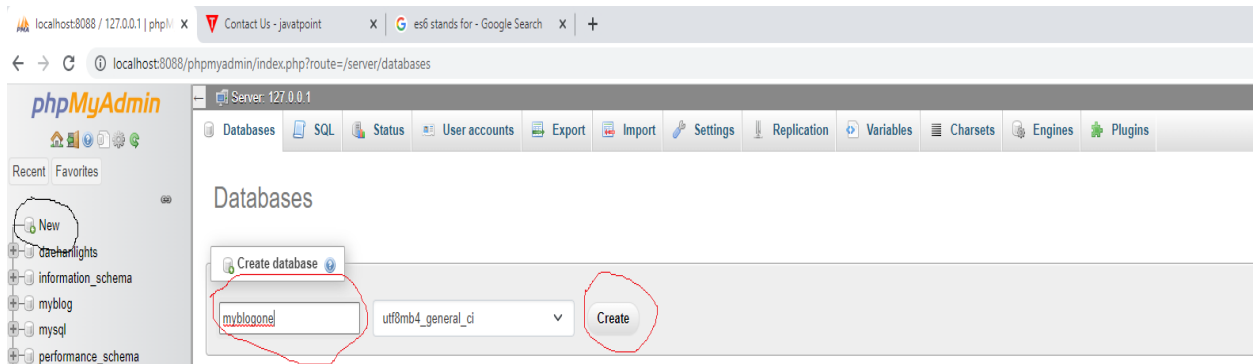 localhost:8088 / 127.0.0.1 | phpM
Contact Us - javatpoint
es6 stands for - Google Search
localhost:8088/phpmyadmin/index.php?route=/server/databases
phpMyAdmin
Server: 127.0.0.1
Databases SQL Status User accounts Export Import Settings Replication Variables Charsets Engines Plugins
Recent Favorites
New
daeharilights
information_schema
myblog
mysql
performance_schema
Databases
Create database
myblogone utf8mb4_general_ci Create